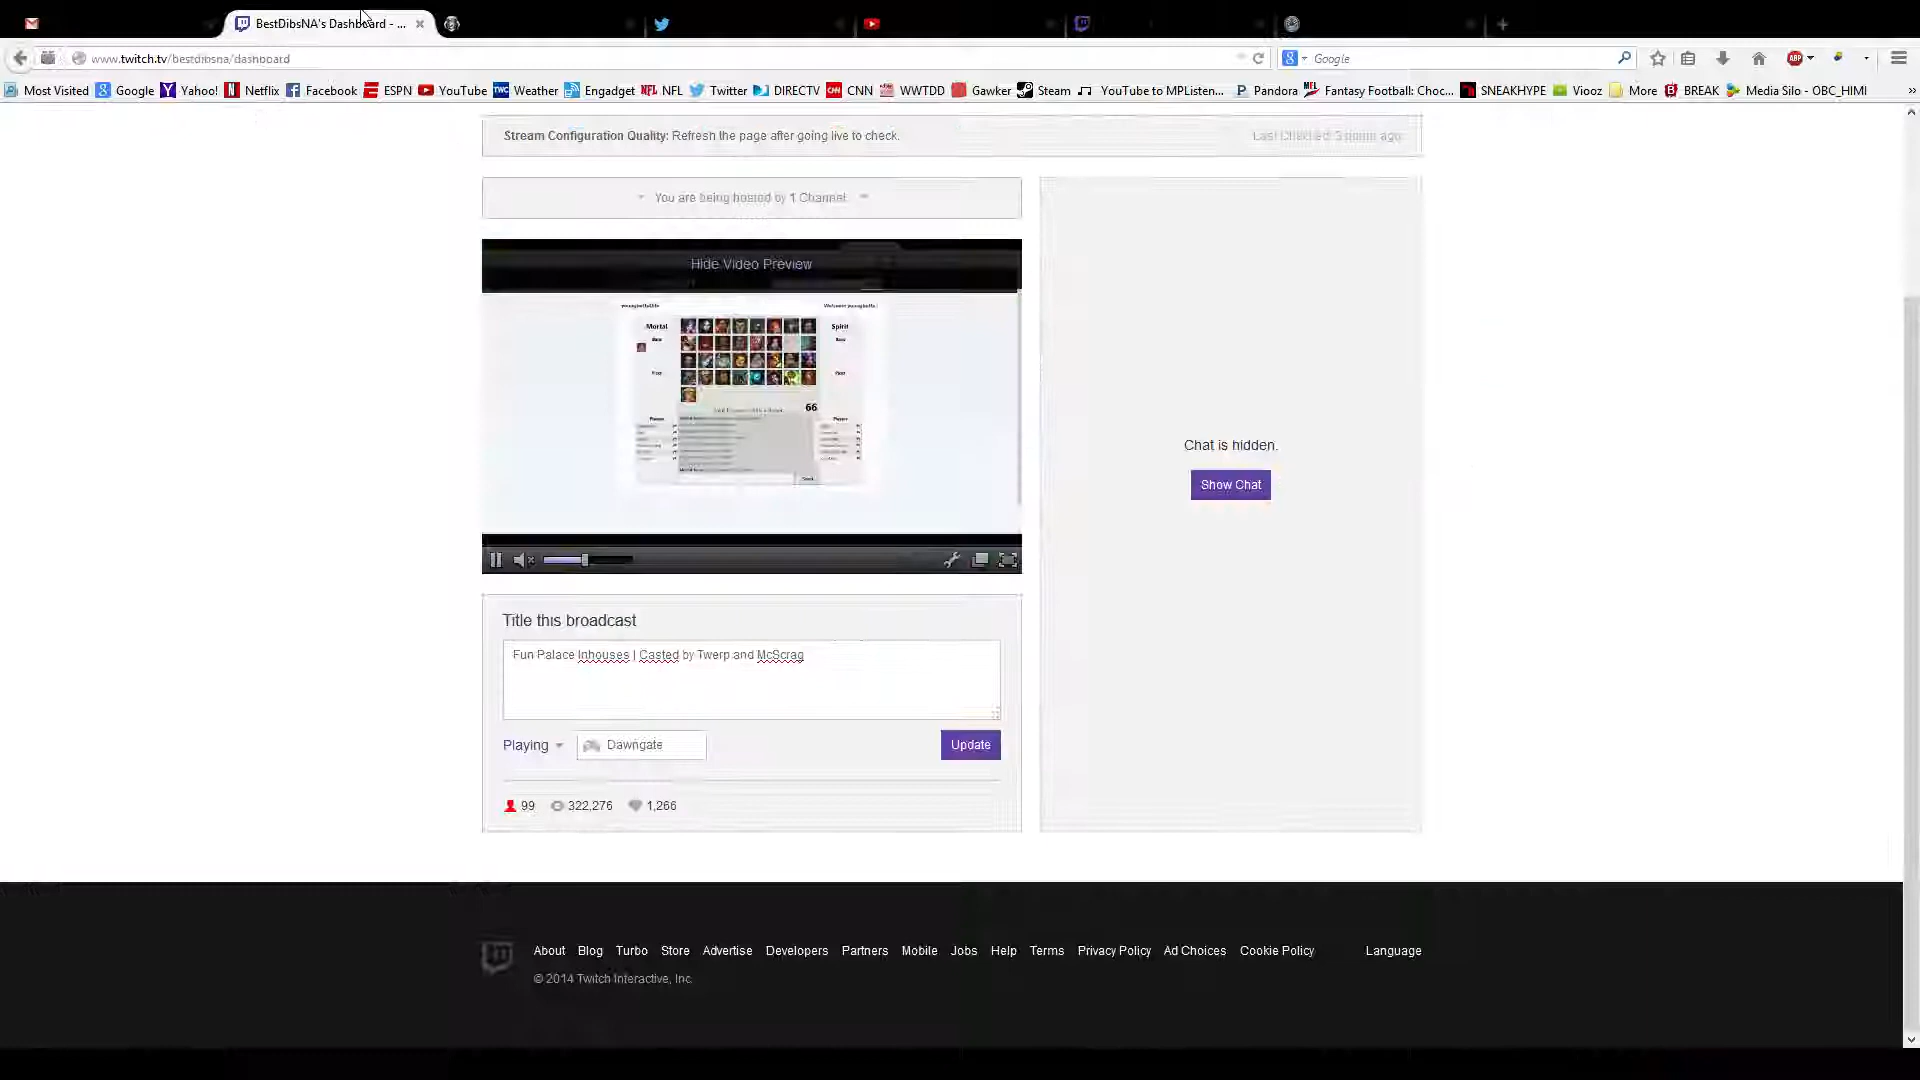 BestDibsNA's Dashboard - ...
www.twitch.tv/bestdibsna/dashboard
Google
Most Visited Google Yahoo! Netflix Facebook ESPN YouTube Weather Engadget NFL Twitter DIRECTV CNN WWTDD Gawker Steam YouTube to MPListen... Pandora Fantasy Football: Choc... SNEAKHYPE Viooz More BREAK Media Silo - OBC_HIMI
Stream Configuration Quality: Refresh the page after going live to check.
Last Checked: ago
You are being hosted by 1 Channel
Hide Video Preview
Mortal
Spirit
66
Chat is hidden.
Show Chat
Title this broadcast
Fun Palace Inhouses | Casted by Twerp and McScrag
Playing Dawngate Update
99 322,276 1,266
About Blog Turbo Store Advertise Developers Partners Mobile Jobs Help Terms Privacy Policy Ad Choices Cookie Policy Language
© 2014 Twitch Interactive, Inc.